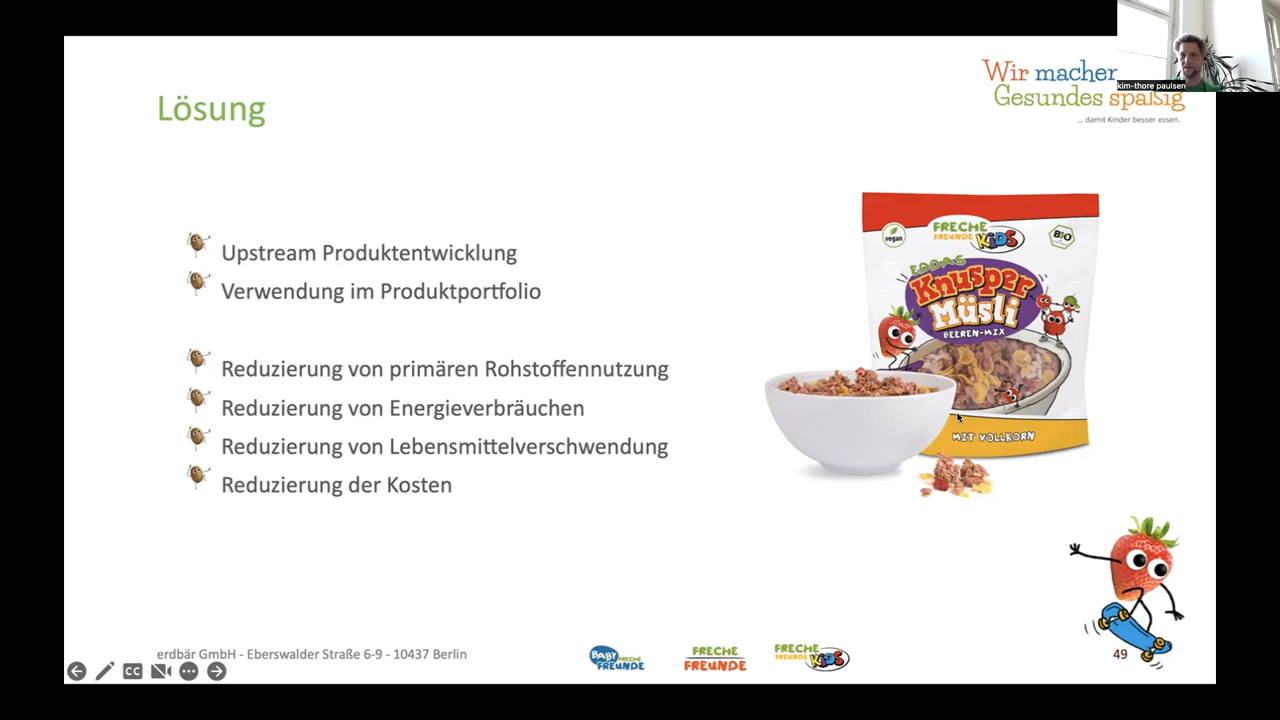 Wir machen
Gesundes spaßig
... damit Kinder besser essen.
kim-thore paulsen
Lösung
Upstream Produktentwicklung
Verwendung im Produktportfolio
Reduzierung von primären Rohstoffennutzung
Reduzierung von Energieverbräuchen
Reduzierung von Lebensmittelverschwendung
Reduzierung der Kosten
vegan
FRECHE
FREUNDE KiDS
BIO
EDDAS
Knusper
Müsli
BEEREN-MIX
MIT VOLLKORN
erdbär GmbH - Eberswalder Straße 6-9 - 10437 Berlin
BABY FRECHE
FREUNDE
FRECHE
FREUNDE
FRECHE
FREUNDE KiDS
49
CC